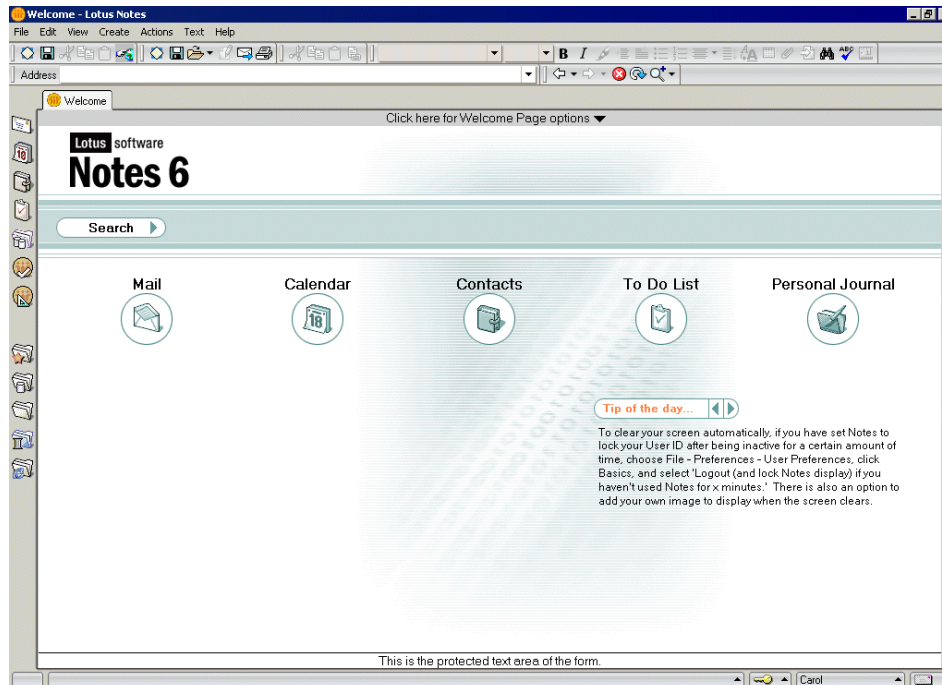 Welcome - Lotus Notes
File Edit View Create Actions Text Help
B I
Address
Welcome
Click here for Welcome Page options
Lotus software
Notes 6
Search
Mail Calendar Contacts To Do List Personal Journal
18 18
Tip of the day...
To clear your screen automatically, if you have set Notes to
lock your User ID after being inactive for a certain amount of
time, choose File - Preferences - User Preferences, click
Basics, and select 'Logout (and lock Notes display) if you
haven't used Notes for x minutes.' There is also an option to
add your own image to display when the screen clears.
This is the protected text area of the form.
Carol